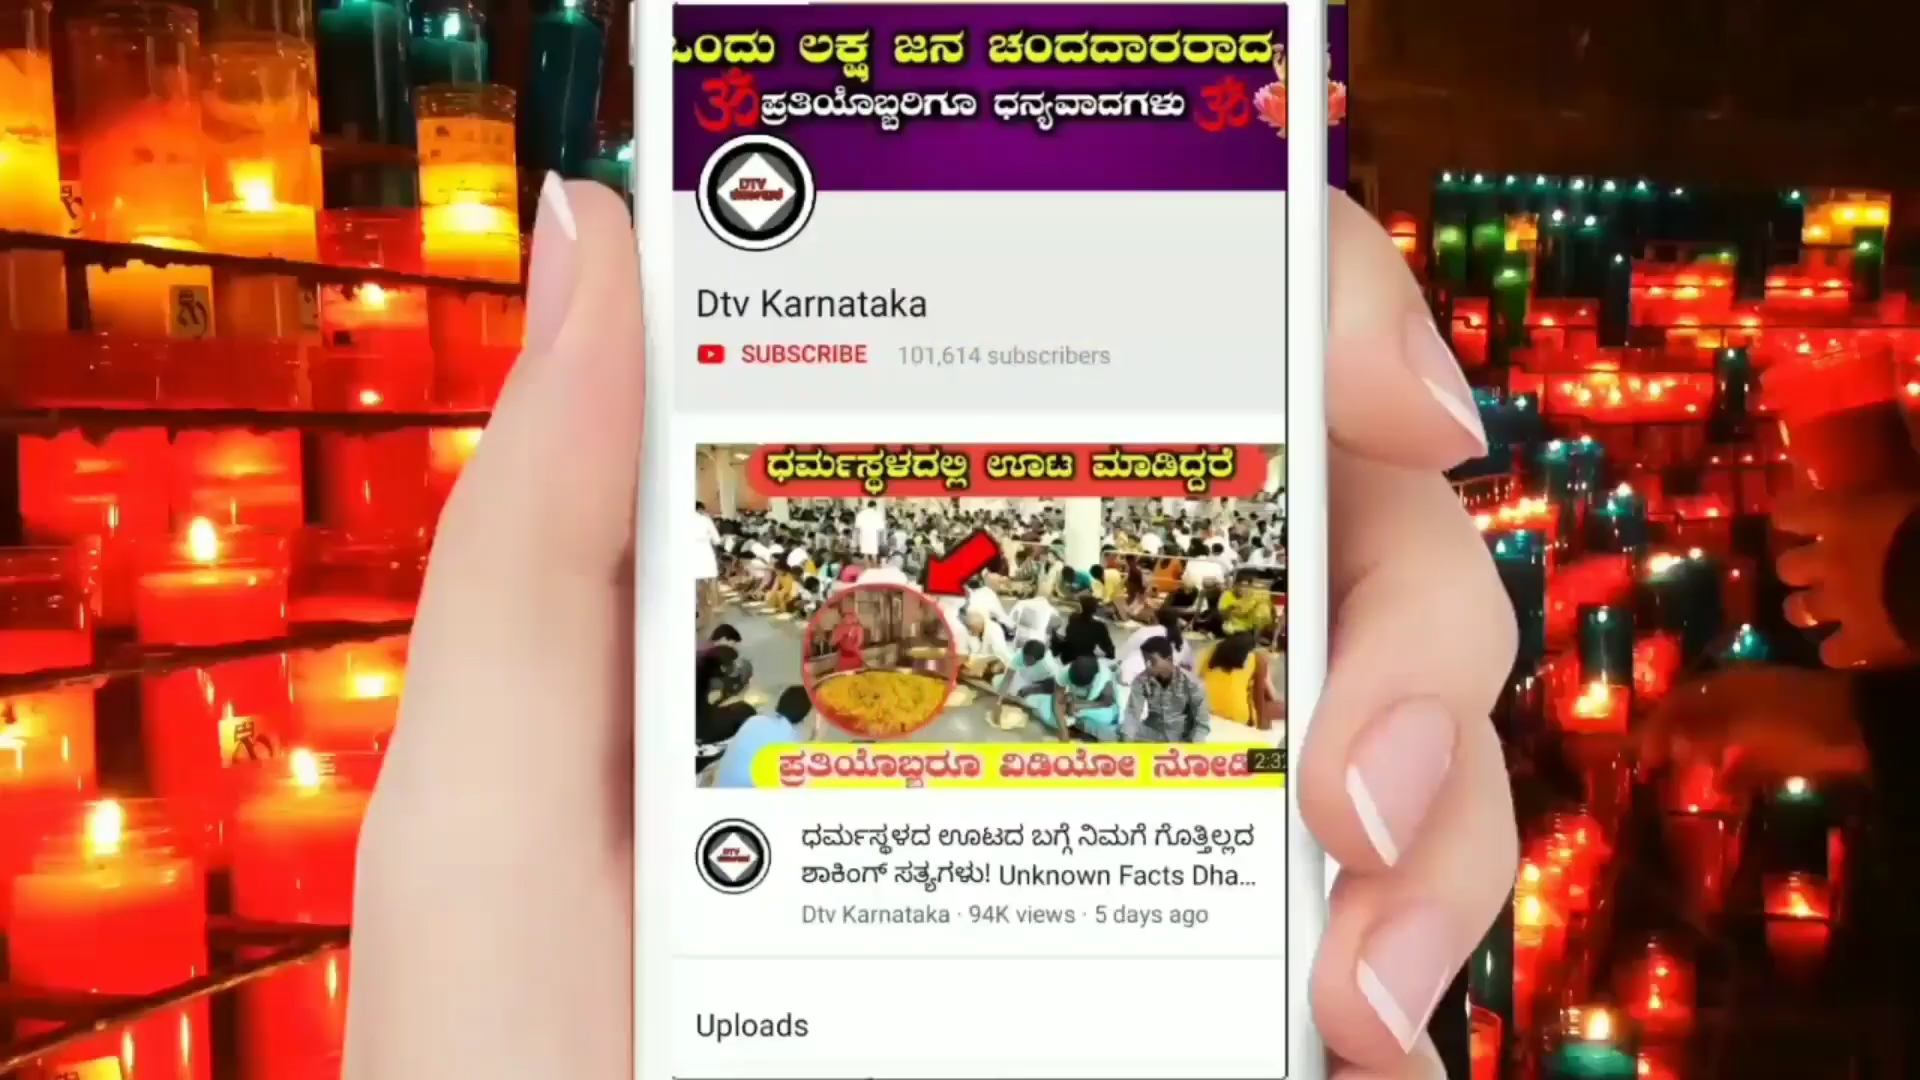 ಒಂದು ಲಕ್ಷ ಜನ ಚಂದದಾರರಾದ
ಪ್ರತಿಯೊಬ್ಬರಿಗೂ ಧನ್ಯವಾದಗಳು
DTV
Dtv Karnataka
SUBSCRIBE 101,614 subscribers
ಧರ್ಮಸ್ಥಳದಲ್ಲಿ ಊಟ ಮಾಡಿದ್ದರೆ
ಪ್ರತಿಯೊಬ್ಬರೂ ವಿಡಿಯೋ ನೋಡಿ
ಧರ್ಮಸ್ಥಳದ ಊಟದ ಬಗ್ಗೆ ನಿಮಗೆ ಗೊತ್ತಿಲ್ಲದ
ಶಾಕಿಂಗ್ ಸತ್ಯಗಳು! Unknown Facts Dha...
Dtv Karnataka · 94K views · 5 days ago
Uploads